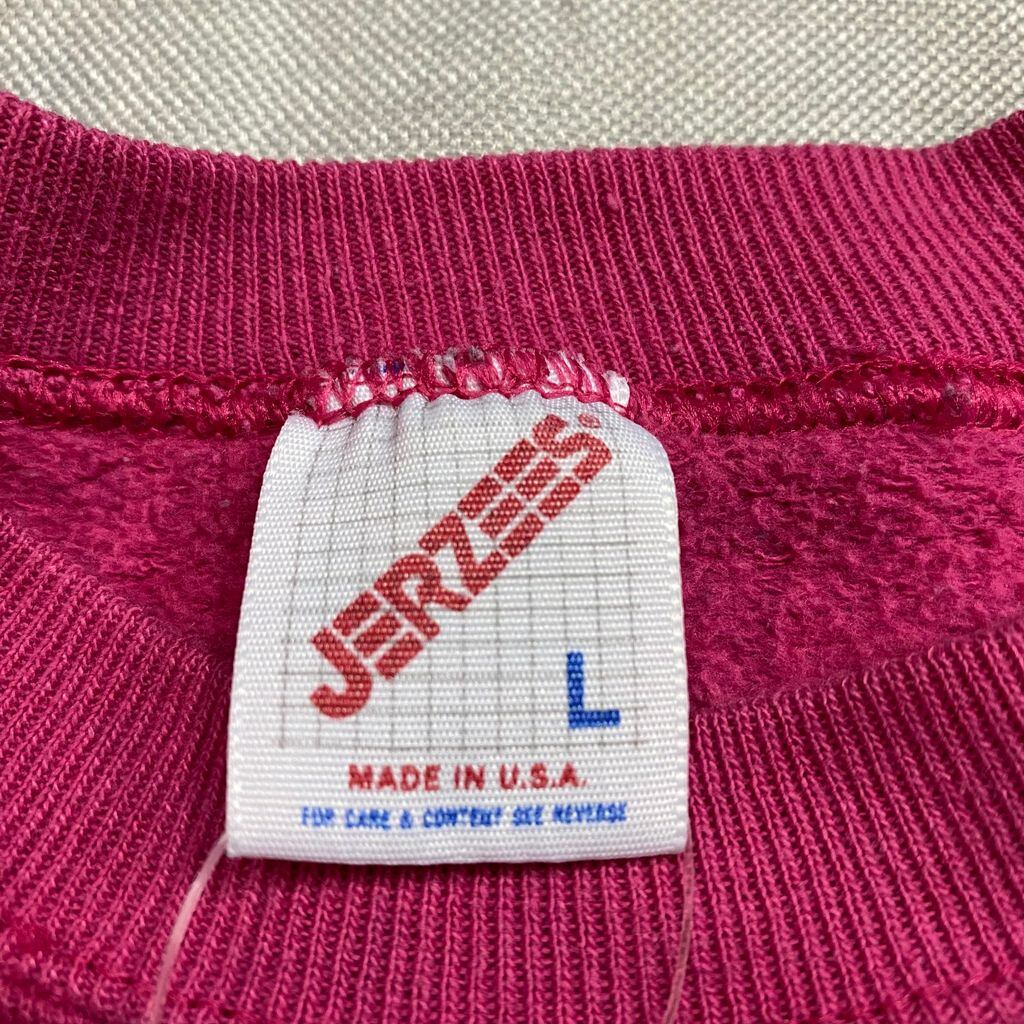 JERZEES®
L
MADE IN U.S.A.
FOR CARE & CONTENT SEE REVERSE